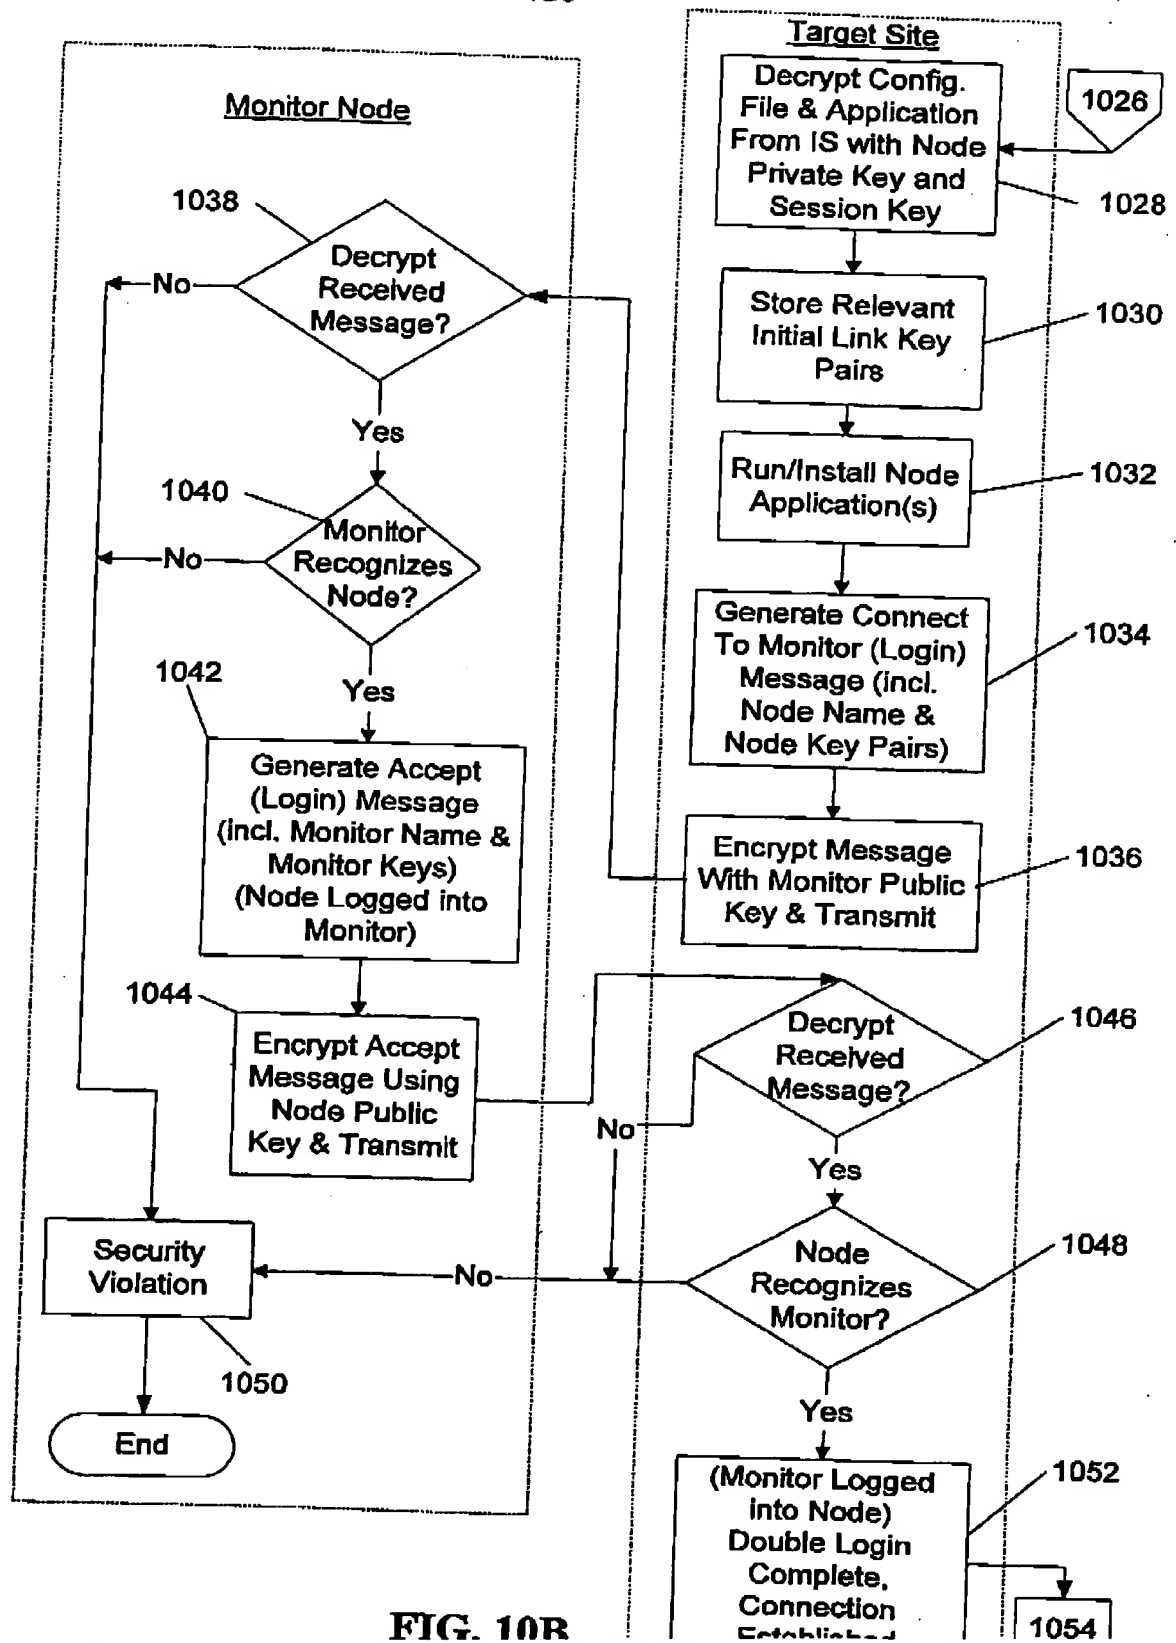 Target Site
Decrypt Config.
File & Application
From IS with Node
Private Key and
Session Key
1026
1028
Monitor Node
1038
Decrypt
Received
Message?
No
Yes
Store Relevant
Initial Link Key
Pairs
1030
Run/Install Node
Application(s)
1032
1040
Monitor
Recognizes
Node?
No
Yes
Generate Connect
To Monitor (Login)
Message (incl.
Node Name &
Node Key Pairs)
1034
1042
Generate Accept
(Login) Message
(incl. Monitor Name &
Monitor Keys)
(Node Logged into
Monitor)
Encrypt Message
With Monitor Public
Key & Transmit
1036
1044
Encrypt Accept
Message Using
Node Public
Key & Transmit
Decrypt
Received
Message?
1046
No
Yes
Security
Violation
1050
End
Node
Recognizes
Monitor?
1048
No
Yes
(Monitor Logged
into Node)
Double Login
Complete,
Connection
Established
1052
1054
FIG. 10B